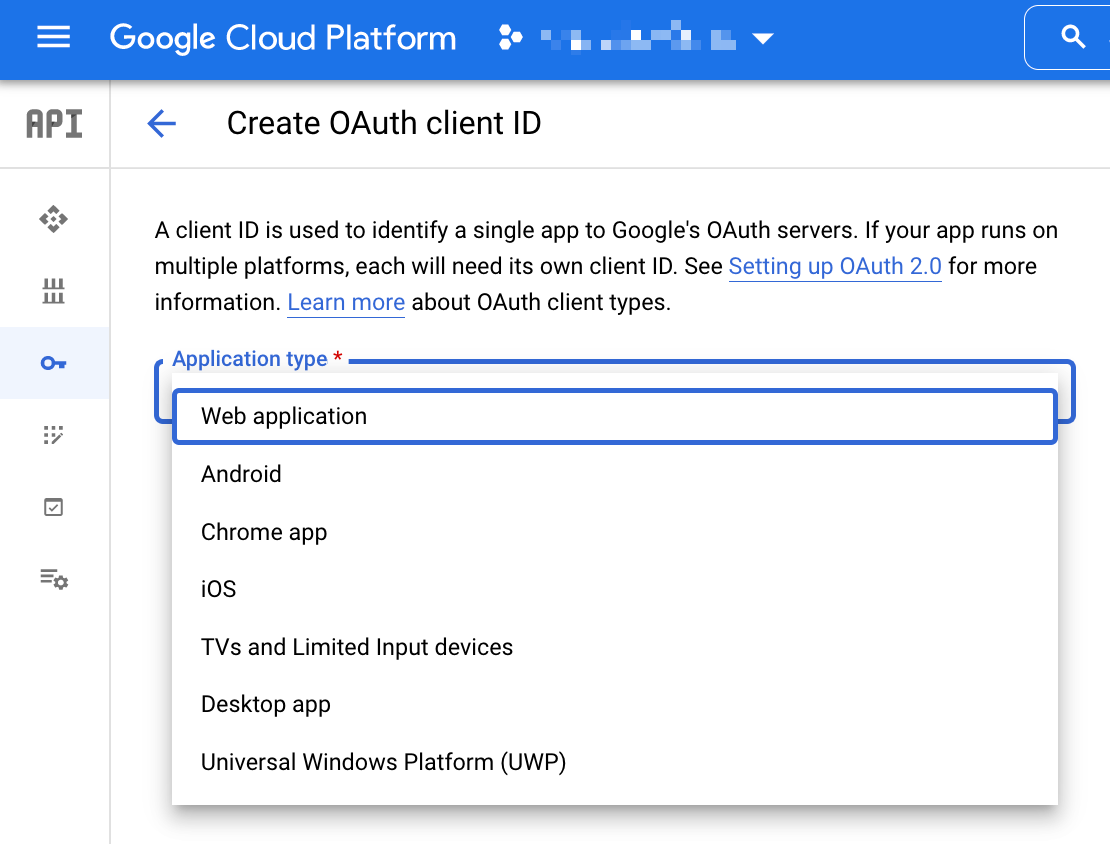 Google Cloud Platform
API
Create OAuth client ID
A client ID is used to identify a single app to Google's OAuth servers. If your app runs on
multiple platforms, each will need its own client ID. See Setting up OAuth 2.0 for more
information. Learn more about OAuth client types.
Application type *
Web application
Android
Chrome app
iOS
TVs and Limited Input devices
Desktop app
Universal Windows Platform (UWP)